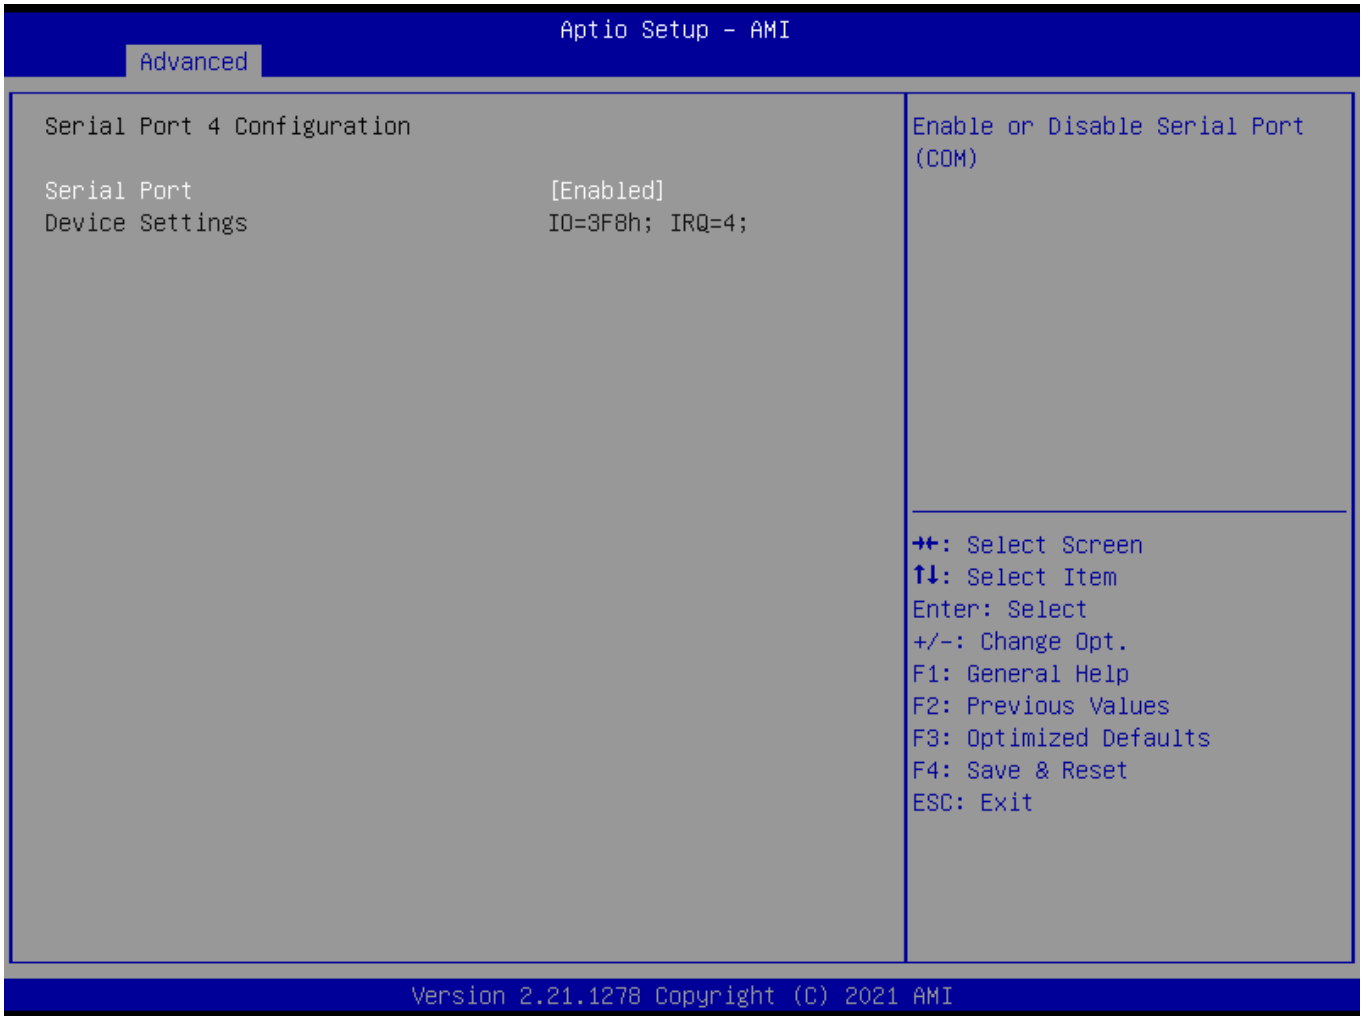 Aptio Setup – AMI
Advanced
Serial Port 4 Configuration
Serial Port [Enabled]
Device Settings IO=3F8h; IRQ=4;
Enable or Disable Serial Port
(COM)
→←: Select Screen
↑↓: Select Item
Enter: Select
+/-: Change Opt.
F1: General Help
F2: Previous Values
F3: Optimized Defaults
F4: Save & Reset
ESC: Exit
Version 2.21.1278 Copyright (C) 2021 AMI